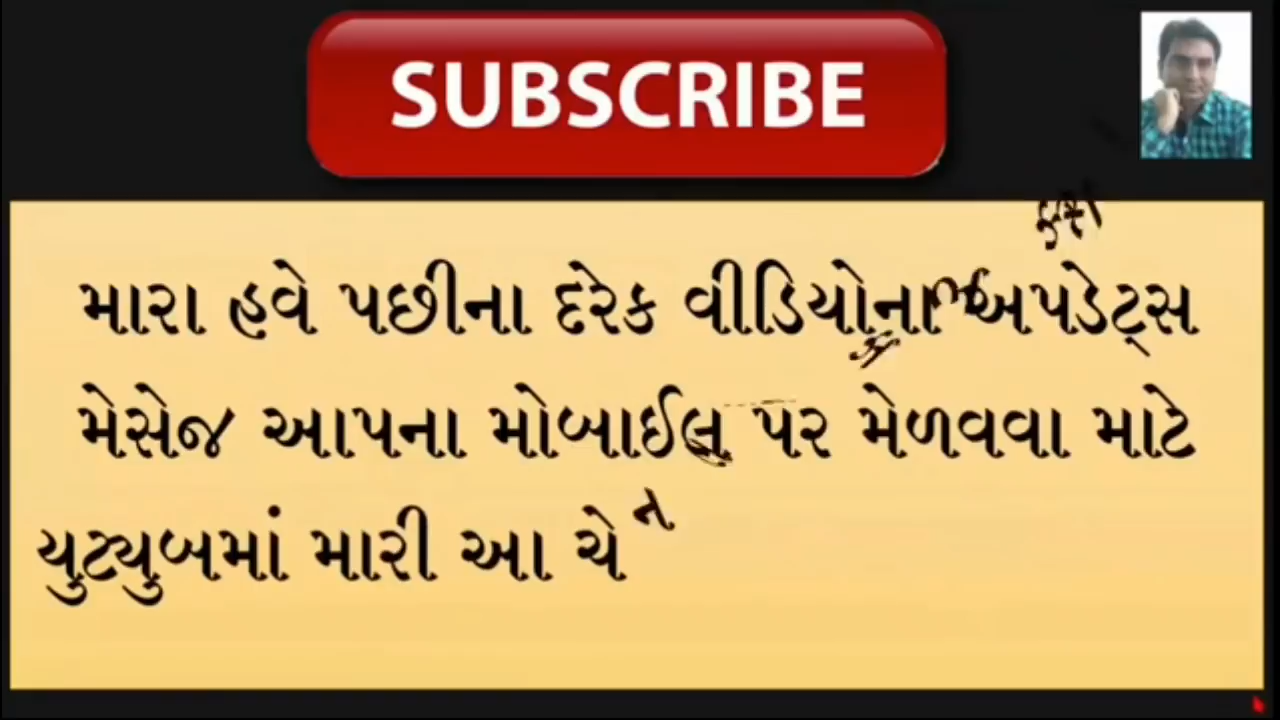 SUBSCRIBE
મારા હવે પછીના દરેક વીડિયોના અપડેટ્સ
મેસેજ આપના મોબાઈલ પર મેળવવા માટે
યુટ્યુબમાં મારી આ ચે